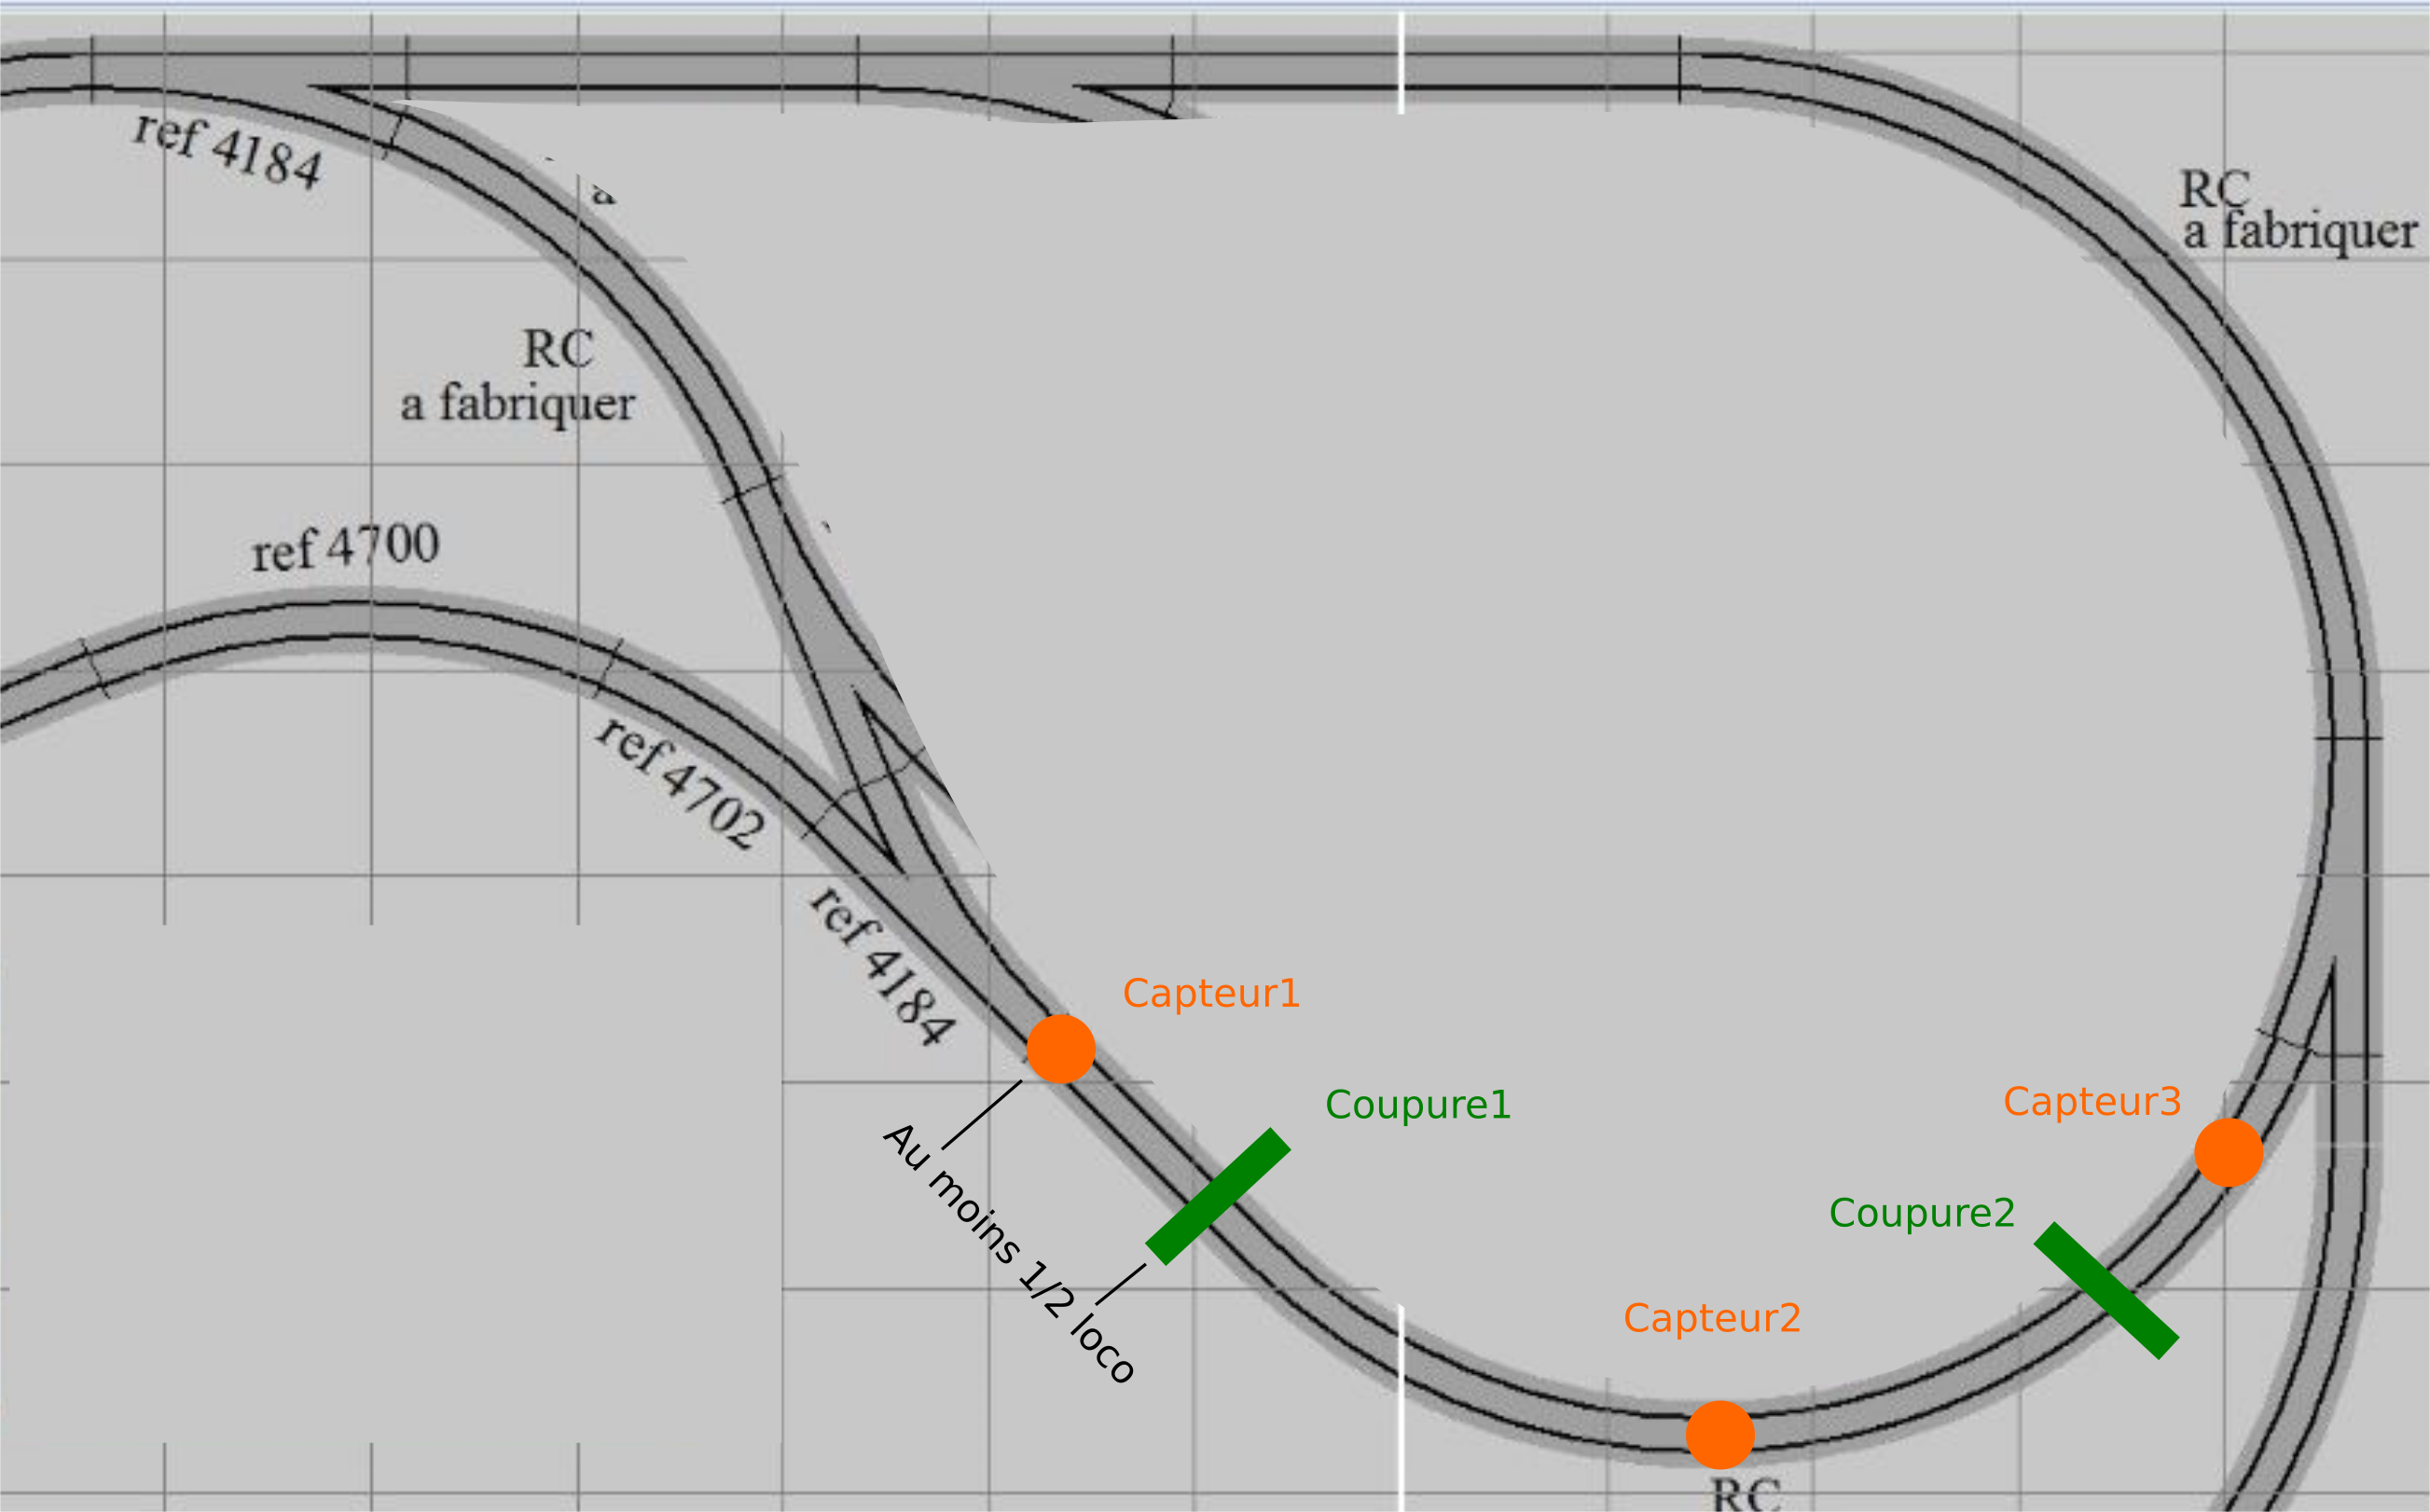 ref 4184
RC
a fabriquer
RC
a fabriquer
ref 4700
ref 4702
ref 4184
Capteur1
Coupure1
Capteur3
Coupure2
Au moins 1/2 loco
Capteur2
RC